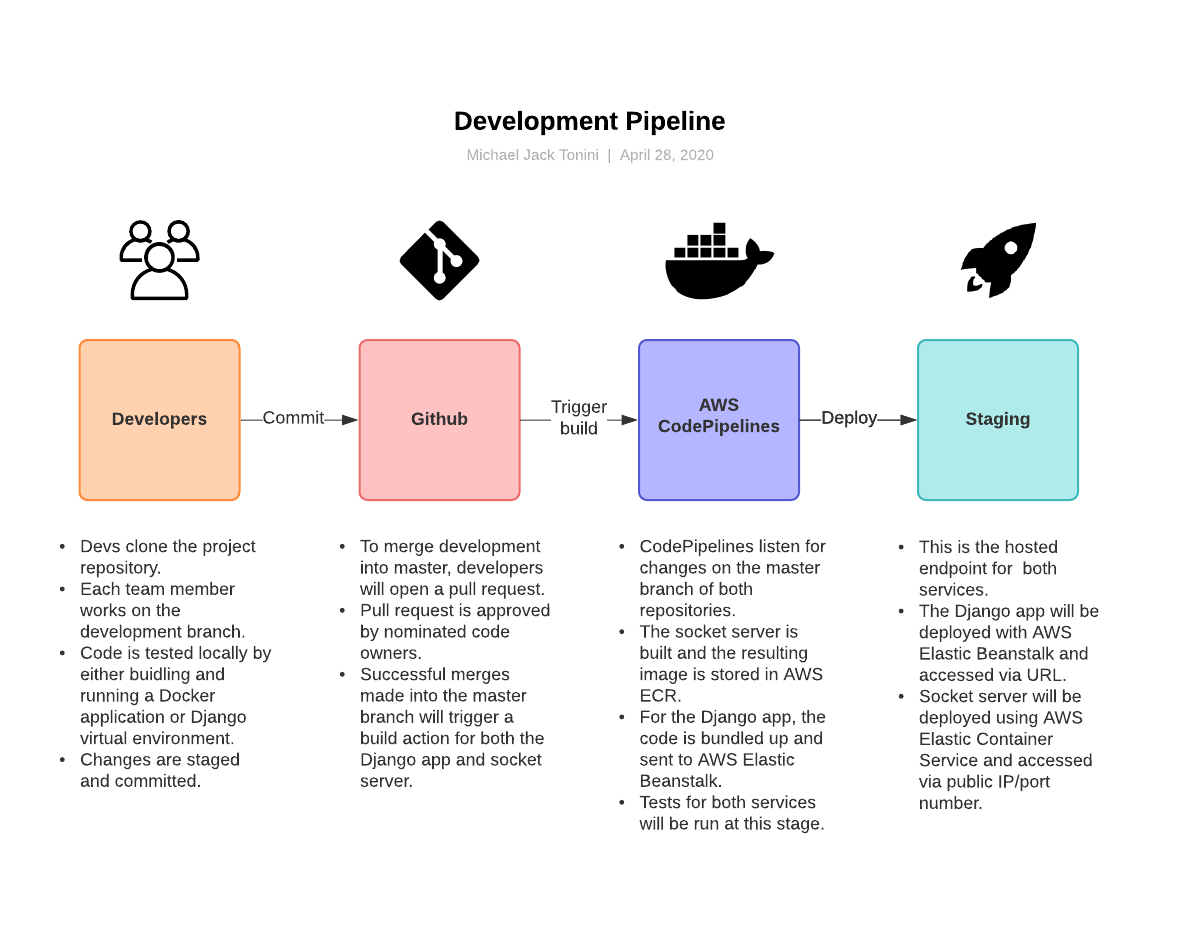 Development Pipeline
Michael Jack Tonini | April 28, 2020
Developers
Commit
Github
Trigger
build
AWS
CodePipelines
Deploy
Staging
• Devs clone the project
repository.
• Each team member
works on the
development branch.
• Code is tested locally by
either buidling and
running a Docker
application or Django
virtual environment.
• Changes are staged
and committed.
• To merge development
into master, developers
will open a pull request.
• Pull request is approved
by nominated code
owners.
• Successful merges
made into the master
branch will trigger a
build action for both the
Django app and socket
server.
• CodePipelines listen for
changes on the master
branch of both
repositories.
• The socket server is
built and the resulting
image is stored in AWS
ECR.
• For the Django app, the
code is bundled up and
sent to AWS Elastic
Beanstalk.
• Tests for both services
will be run at this stage.
• This is the hosted
endpoint for  both
services.
• The Django app will be
deployed with AWS
Elastic Beanstalk and
accessed via URL.
• Socket server will be
deployed using AWS
Elastic Container
Service and accessed
via public IP/port
number.